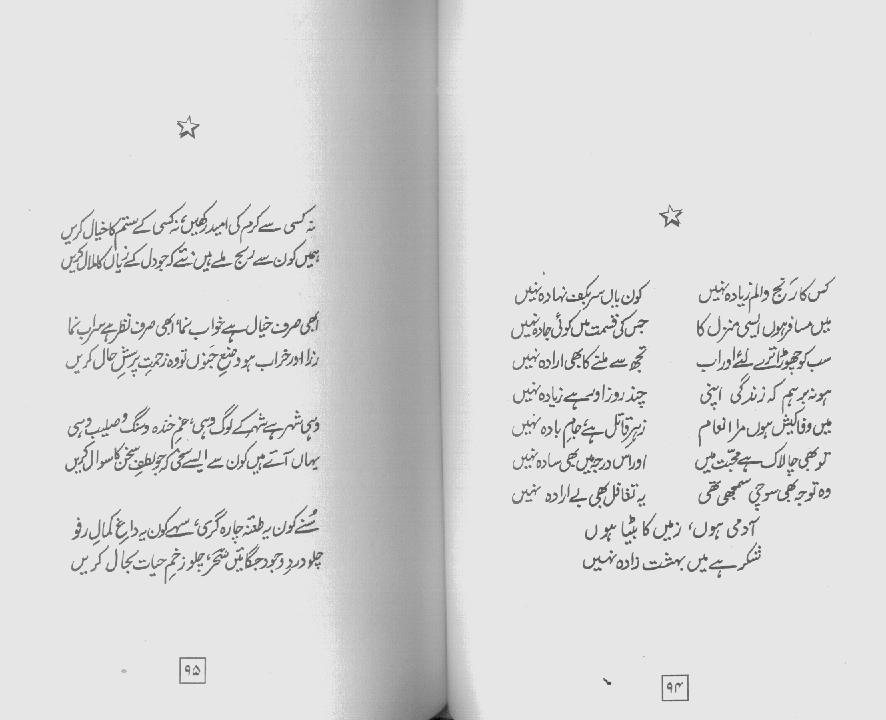 کس کا رنج و الم زیادہ نہیں کون یاں سر بکف نہادہ نہیں
میں مسافر ہوں ایسی منزل کا جس کی قسمت میں کوئی جادہ نہیں
سب کو چھوڑا ترے لئے اور اب تجھ سے ملنے کا بھی ارادہ نہیں
ہو نہ برہم کہ زندگی اپنی چند روز اور ہے زیادہ نہیں
میں وفا کیش ہوں مرا انعام زہرِ قاتل ہے جامِ بادہ نہیں
تو بھی چالاک ہے محبّت میں اور اس درجہ میں بھی سادہ نہیں
وہ توجہ بھی سوچی سمجھی تھی یہ تغافل بھی بے ارادہ نہیں
آدمی ہوں، زمیں کا بیٹا ہوں
شکر ہے میں بہشت زادہ نہیں
۹۴
نہ کسی سے کرم کی امید رکھیں، نہ کسی کے ستم کا خیال کریں
ہمیں کون سے رنج ملے ہیں نئے کہ جو دل کے زیاں کا ملال کریں
ابھی صرف خیال ہے خواب نما، ابھی صرف نظر ہے سراب نما
ذرا اور خراب ہو وضعِ جنوں تو وہ زحمتِ پرسشِ حال کریں
وہی شہر ہے شہر کے لوگ وہی، غمِ خندہ و سنگ و صلیب وہی
یہاں آئے ہیں کون سے ایسے سخی کہ جو لطفِ سخن کا سوال کریں
سُنے کون یہ طعنہ چارہ گری، سہے کون یہ داغِ کمالِ رفو
چلو دردِ وجود جگائیں سَحَر، چلو زخمِ حیات بحال کریں
۹۵